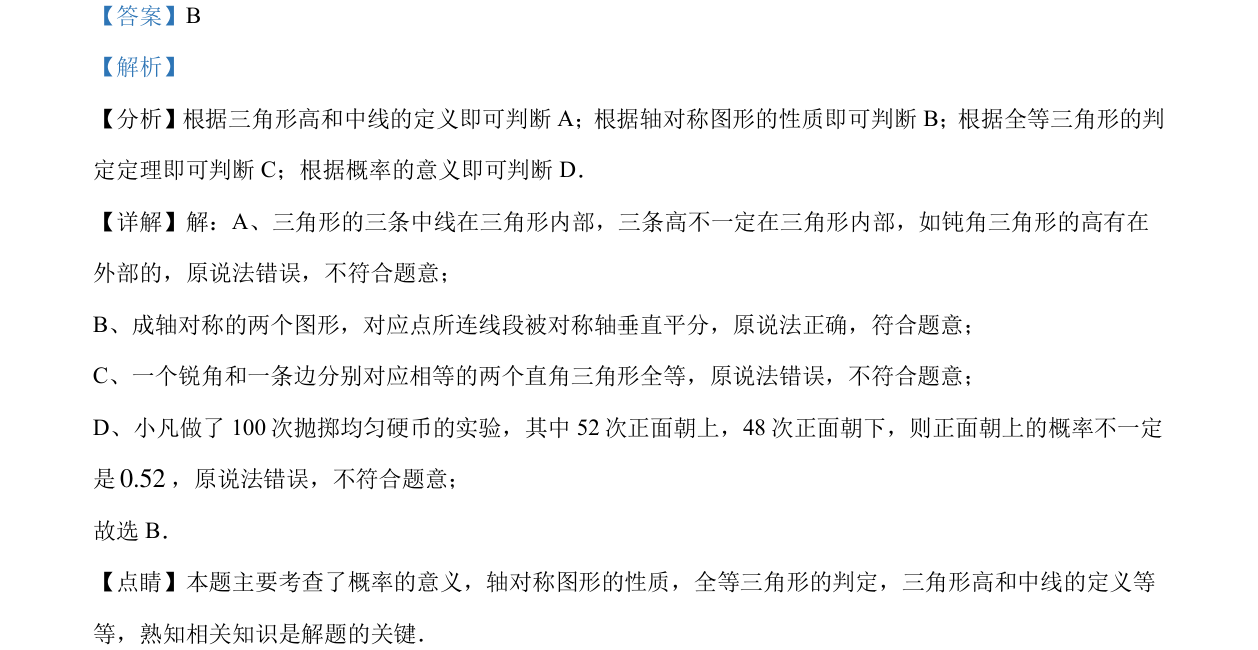 【答案】B
【解析】
【分析】根据三角形高和中线的定义即可判断 A；根据轴对称图形的性质即可判断 B；根据全等三角形的判
定定理即可判断 C；根据概率的意义即可判断 D．
【详解】解：A、三角形的三条中线在三角形内部，三条高不一定在三角形内部，如钝角三角形的高有在
外部的，原说法错误，不符合题意；
B、成轴对称的两个图形，对应点所连线段被对称轴垂直平分，原说法正确，符合题意；
C、一个锐角和一条边分别对应相等的两个直角三角形全等，原说法错误，不符合题意；
D、小凡做了 100 次抛掷均匀硬币的实验，其中 52 次正面朝上，48 次正面朝下，则正面朝上的概率不一定
是 0.52，原说法错误，不符合题意；
故选 B．
【点睛】本题主要考查了概率的意义，轴对称图形的性质，全等三角形的判定，三角形高和中线的定义等
等，熟知相关知识是解题的关键．